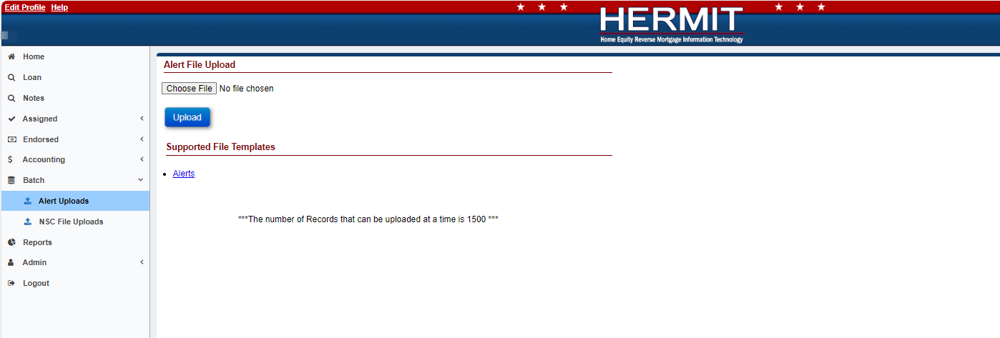 Edit Profile Help
HERMIT
Home Equity Reverse Mortgage Information Technology
Home
Loan
Notes
Assigned
Endorsed
Accounting
Batch
Alert Uploads
NSC File Uploads
Reports
Admin
Logout
Alert File Upload
Choose File No file chosen
Upload
Supported File Templates
Alerts
***The number of Records that can be uploaded at a time is 1500 ***